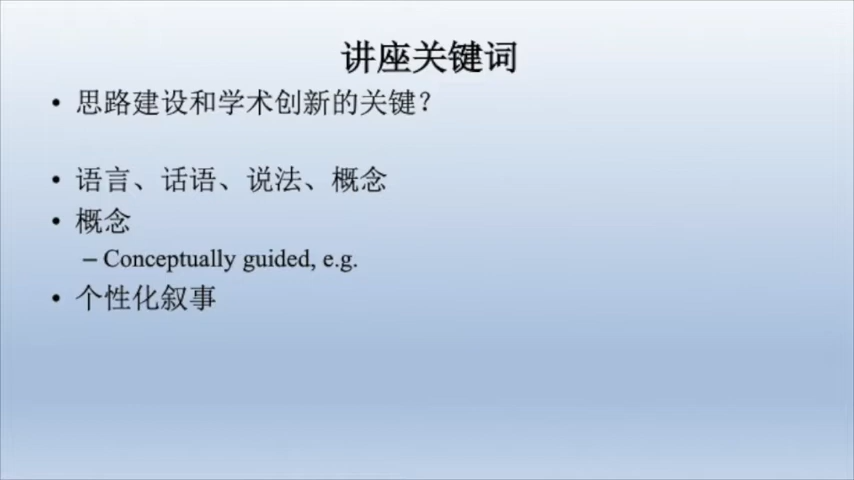 讲座关键词
• 思路建设和学术创新的关键？
• 语言、话语、说法、概念
• 概念
– Conceptually guided, e.g.
• 个性化叙事